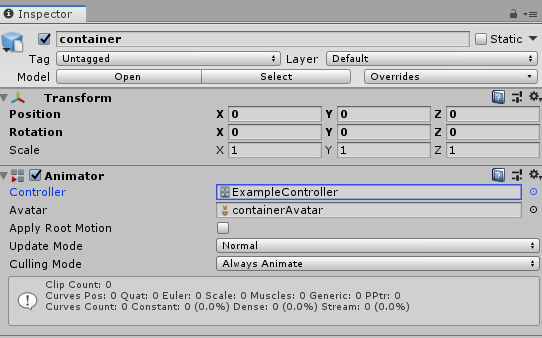 Inspector
container Static
Tag Untagged Layer Default
Model Open Select Overrides
Transform
Position X 0 Y 0 Z 0
Rotation X 0 Y 0 Z 0
Scale X 1 Y 1 Z 1
Animator
Controller ExampleController
Avatar containerAvatar
Apply Root Motion
Update Mode Normal
Culling Mode Always Animate
Clip Count: 0
Curves Pos: 0 Quat: 0 Euler: 0 Scale: 0 Muscles: 0 Generic: 0 PPtr: 0
Curves Count: 0 Constant: 0 (0.0%) Dense: 0 (0.0%) Stream: 0 (0.0%)